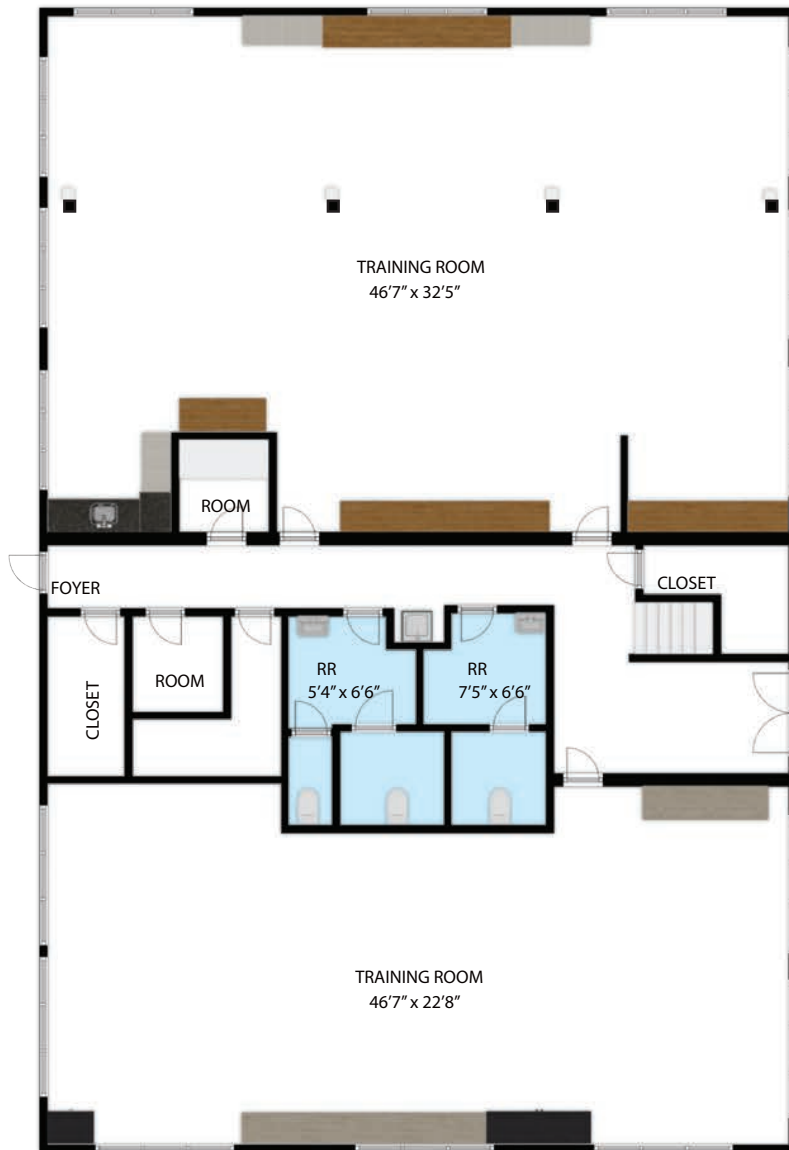 TRAINING ROOM
46'7" x 32'5"
ROOM
FOYER
CLOSET
CLOSET
ROOM
RR
5'4" x 6'6"
RR
7'5" x 6'6"
TRAINING ROOM
46'7" x 22'8"